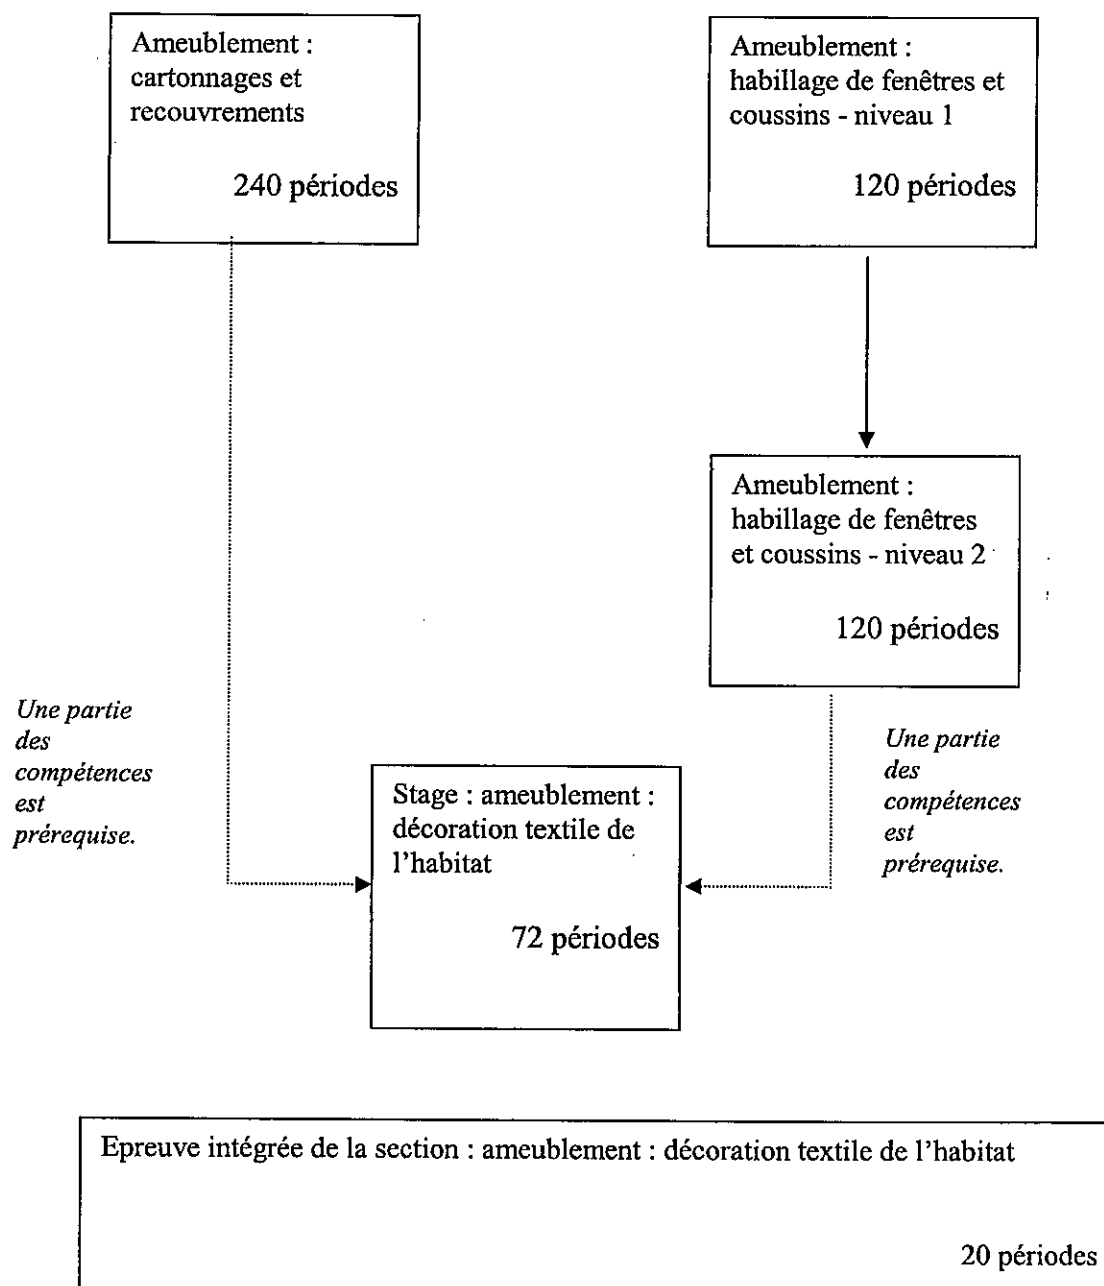 Ameublement :
cartonnages et
recouvrements
240 périodes
Ameublement :
habillage de fenêtres et
coussins - niveau 1
120 périodes
Ameublement :
habillage de fenêtres
et coussins - niveau 2
120 périodes
Une partie
des
compétences
est
prérequise.
Une partie
des
compétences
est
prérequise.
Stage : ameublement :
décoration textile de
l'habitat
72 périodes
Epreuve intégrée de la section : ameublement : décoration textile de l'habitat
20 périodes